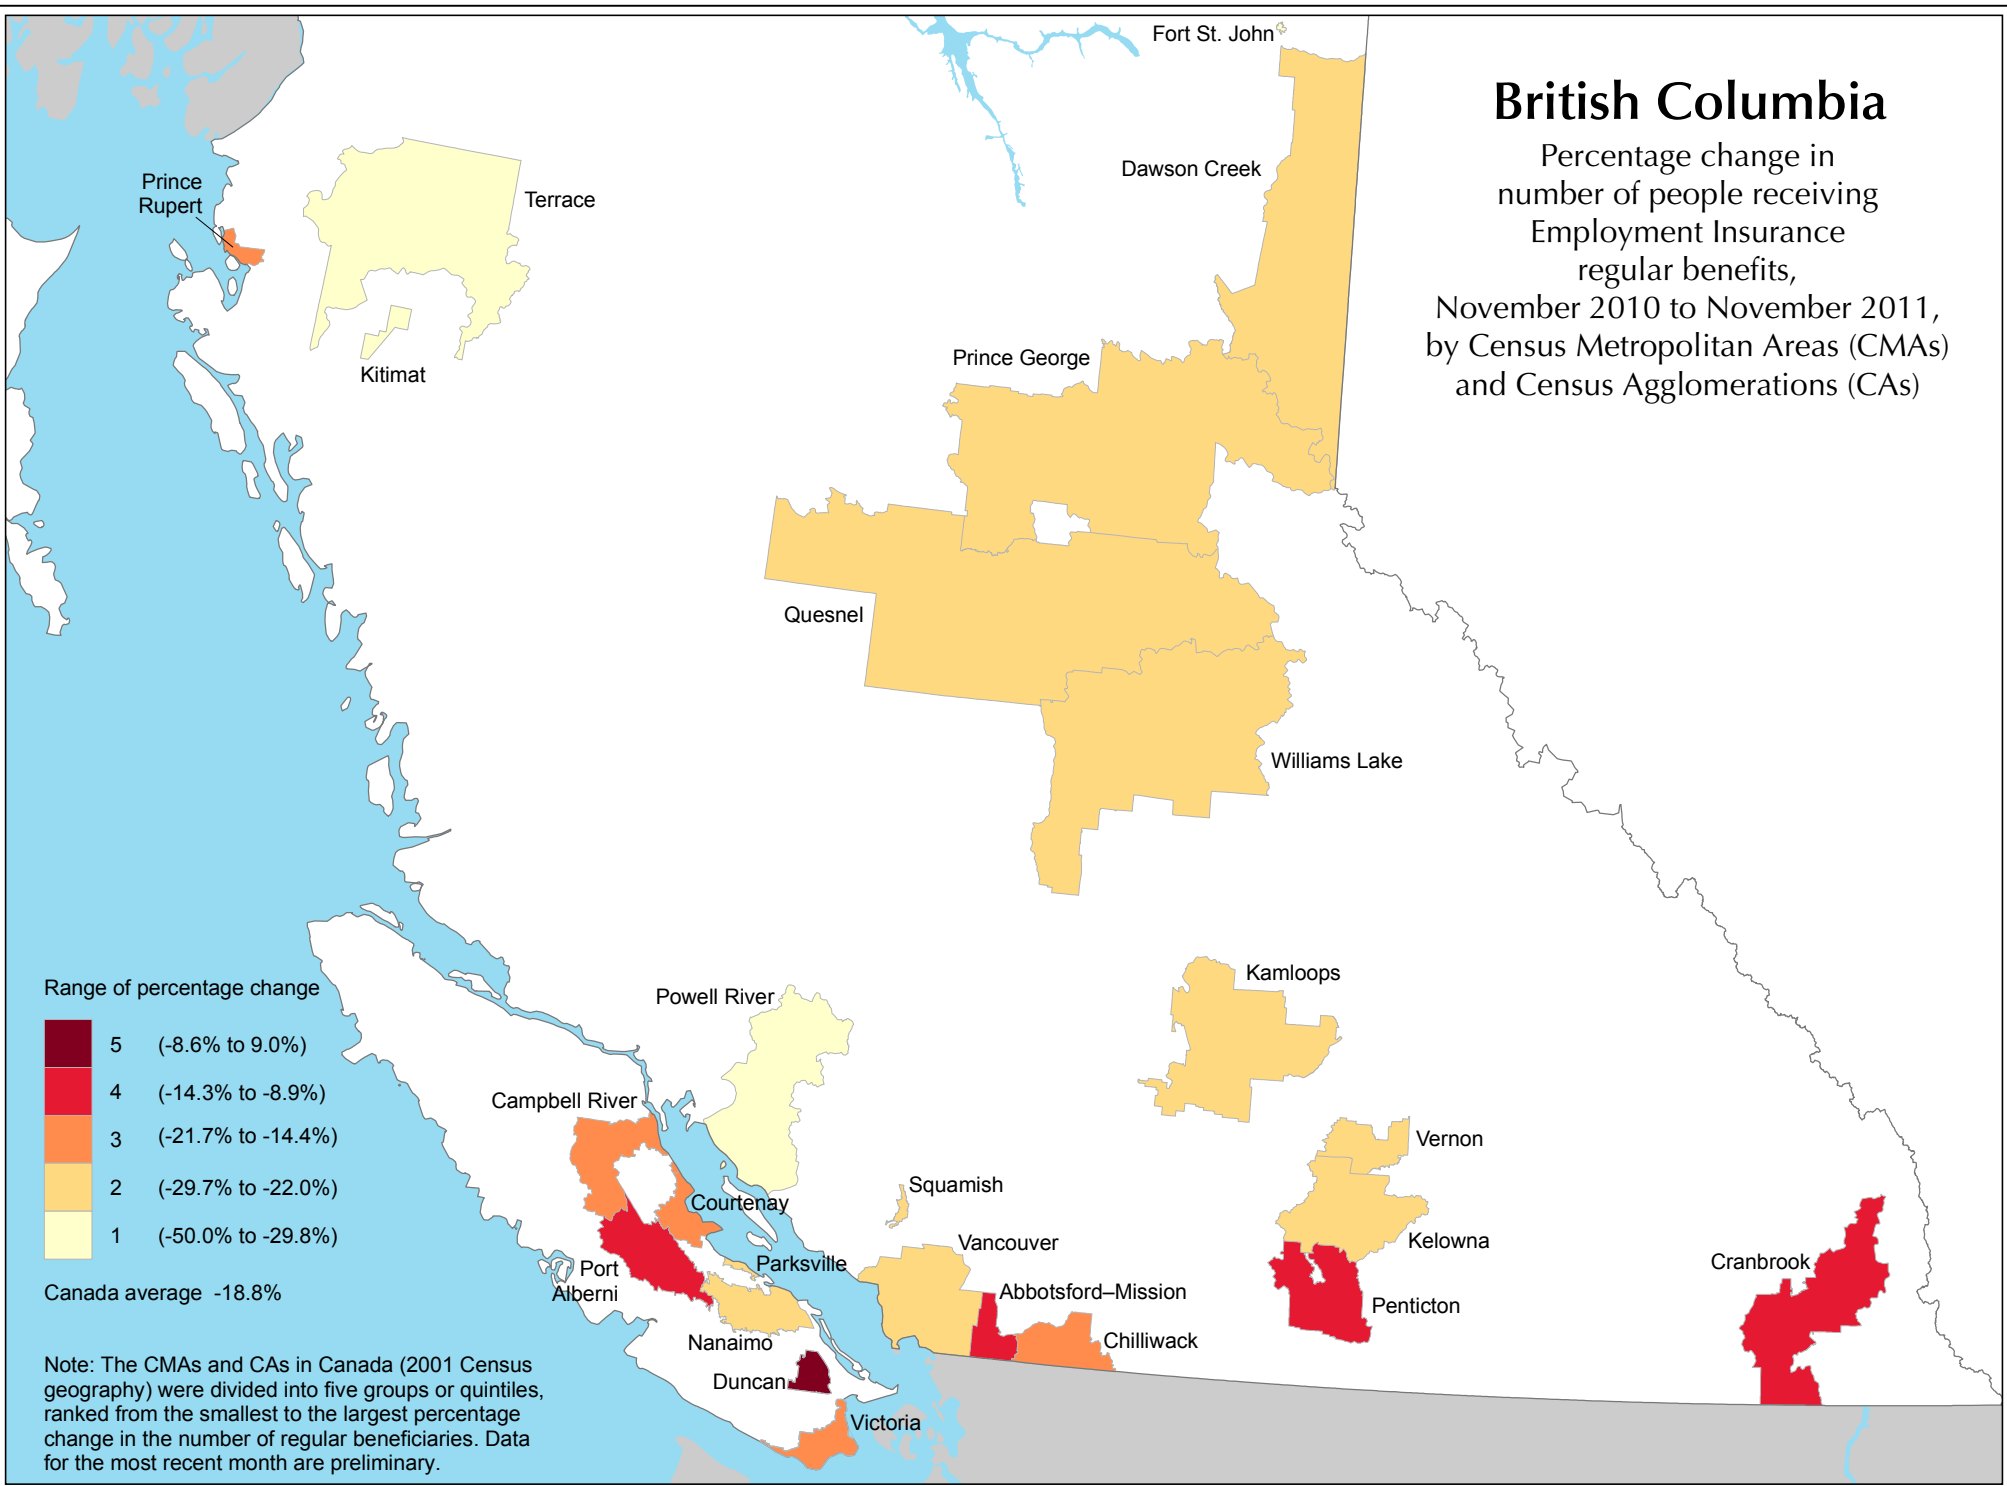 British Columbia
Percentage change in
number of people receiving
Employment Insurance
regular benefits,
November 2010 to November 2011,
by Census Metropolitan Areas (CMAs)
and Census Agglomerations (CAs)
Fort St. John
Dawson Creek
Prince
Rupert
Terrace
Kitimat
Prince George
Quesnel
Williams Lake
Kamloops
Powell River
Campbell River
Vernon
Courtenay
Squamish
Vancouver
Kelowna
Parksville
Port
Alberni
Abbotsford–Mission
Cranbrook
Penticton
Chilliwack
Nanaimo
Duncan
Victoria
Range of percentage change
5 (-8.6% to 9.0%)
4 (-14.3% to -8.9%)
3 (-21.7% to -14.4%)
2 (-29.7% to -22.0%)
1 (-50.0% to -29.8%)
Canada average -18.8%
Note: The CMAs and CAs in Canada (2001 Census
geography) were divided into five groups or quintiles,
ranked from the smallest to the largest percentage
change in the number of regular beneficiaries. Data
for the most recent month are preliminary.